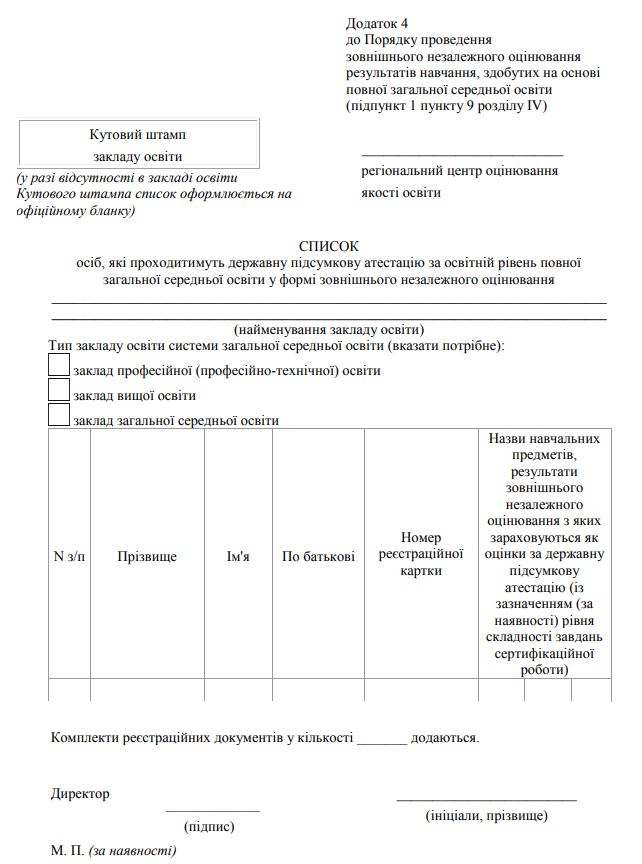 Додаток 4
до Порядку проведення
зовнішнього незалежного оцінювання
результатів навчання, здобутих на основі
повної загальної середньої освіти
(підпункт 1 пункту 9 розділу IV)
Кутовий штамп
закладу освіти
(у разі відсутності в закладі освіти
Кутового штампа список оформлюється на
офіційному бланку)
регіональний центр оцінювання
якості освіти
СПИСОК
осіб, які проходитимуть державну підсумкову атестацію за освітній рівень повної
загальної середньої освіти у формі зовнішнього незалежного оцінювання
(найменування закладу освіти)
Тип закладу освіти системи загальної середньої освіти (вказати потрібне):
заклад професійної (професійно-технічної) освіти
заклад вищої освіти
заклад загальної середньої освіти
N з/п
Прізвище
Ім'я
По батькові
Номер
реєстраційної
картки
Назви навчальних
предметів,
результати
зовнішнього
незалежного
оцінювання з яких
зараховуються як
оцінки за державну
підсумкову
атестацію (із
зазначенням (за
наявності) рівня
складності завдань
сертифікаційної
роботи)
Комплекти реєстраційних документів у кількості _______ додаються.
Директор
(підпис)
(ініціали, прізвище)
М. П. (за наявності)